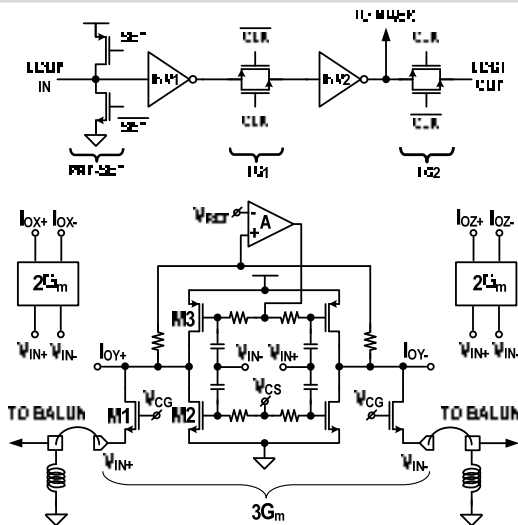 TO MIXER
SET
CLK
CLK
LOOP
IN
INV1
INV2
LOOP
OUT
SET
CLK
CLK
PRE-SET
TG1
TG2
IOX+ IOX-
VREF
-
+
A
IOZ+ IOZ-
2Gm
2Gm
M3
VIN+ VIN-
VIN- VIN+
VIN+ VIN-
IOY+
IOY-
VCS
VCG
VCG
TO BALUN
M1
M2
TO BALUN
VIN+
VIN-
3Gm